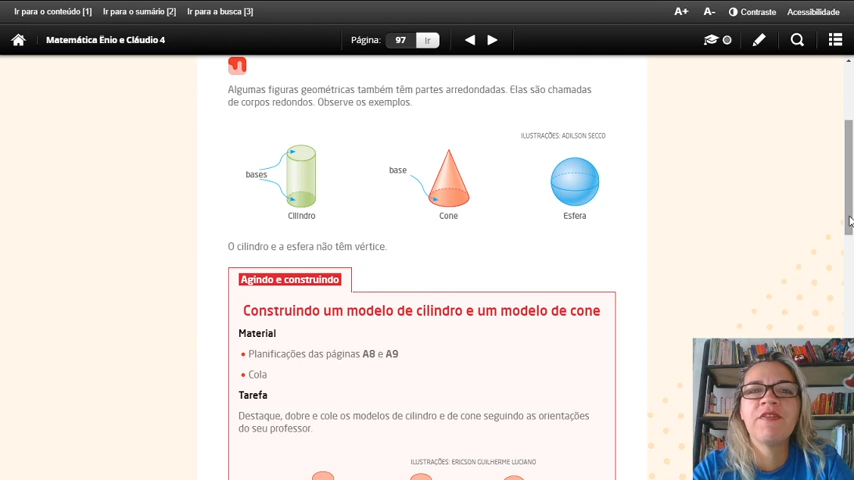 Ir para o conteúdo [1] Ir para o sumário [2] Ir para a busca [3] A+ A- Contraste Acessibilidade
Matemática Enio e Cláudio 4 Página: 97 Ir
Algumas figuras geométricas também têm partes arredondadas. Elas são chamadas
de corpos redondos. Observe os exemplos.
ILUSTRAÇÕES: ADILSON SECCO
bases
base
Cilindro
Cone
Esfera
O cilindro e a esfera não têm vértice.
Agindo e construindo
Construindo um modelo de cilindro e um modelo de cone
Material
• Planificações das páginas A8 e A9
• Cola
Tarefa
Destaque, dobre e cole os modelos de cilindro e de cone seguindo as orientações
do seu professor.
ILUSTRAÇÕES: ERICSON GUILHERME LUCIANO